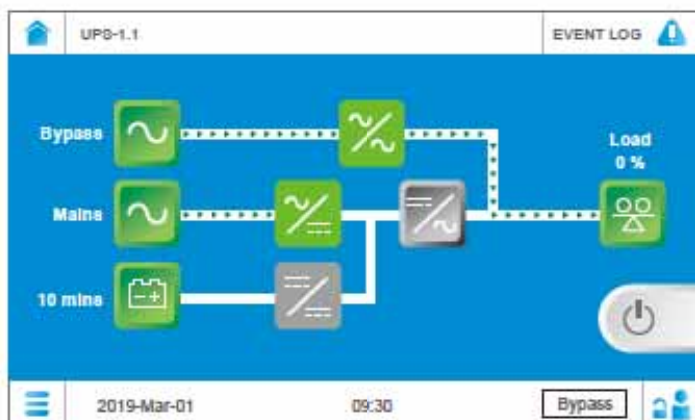 UPS-1.1
EVENT LOG
Bypass
Load
0 %
Mains
10 mins
2019-Mar-01
09:30
Bypass